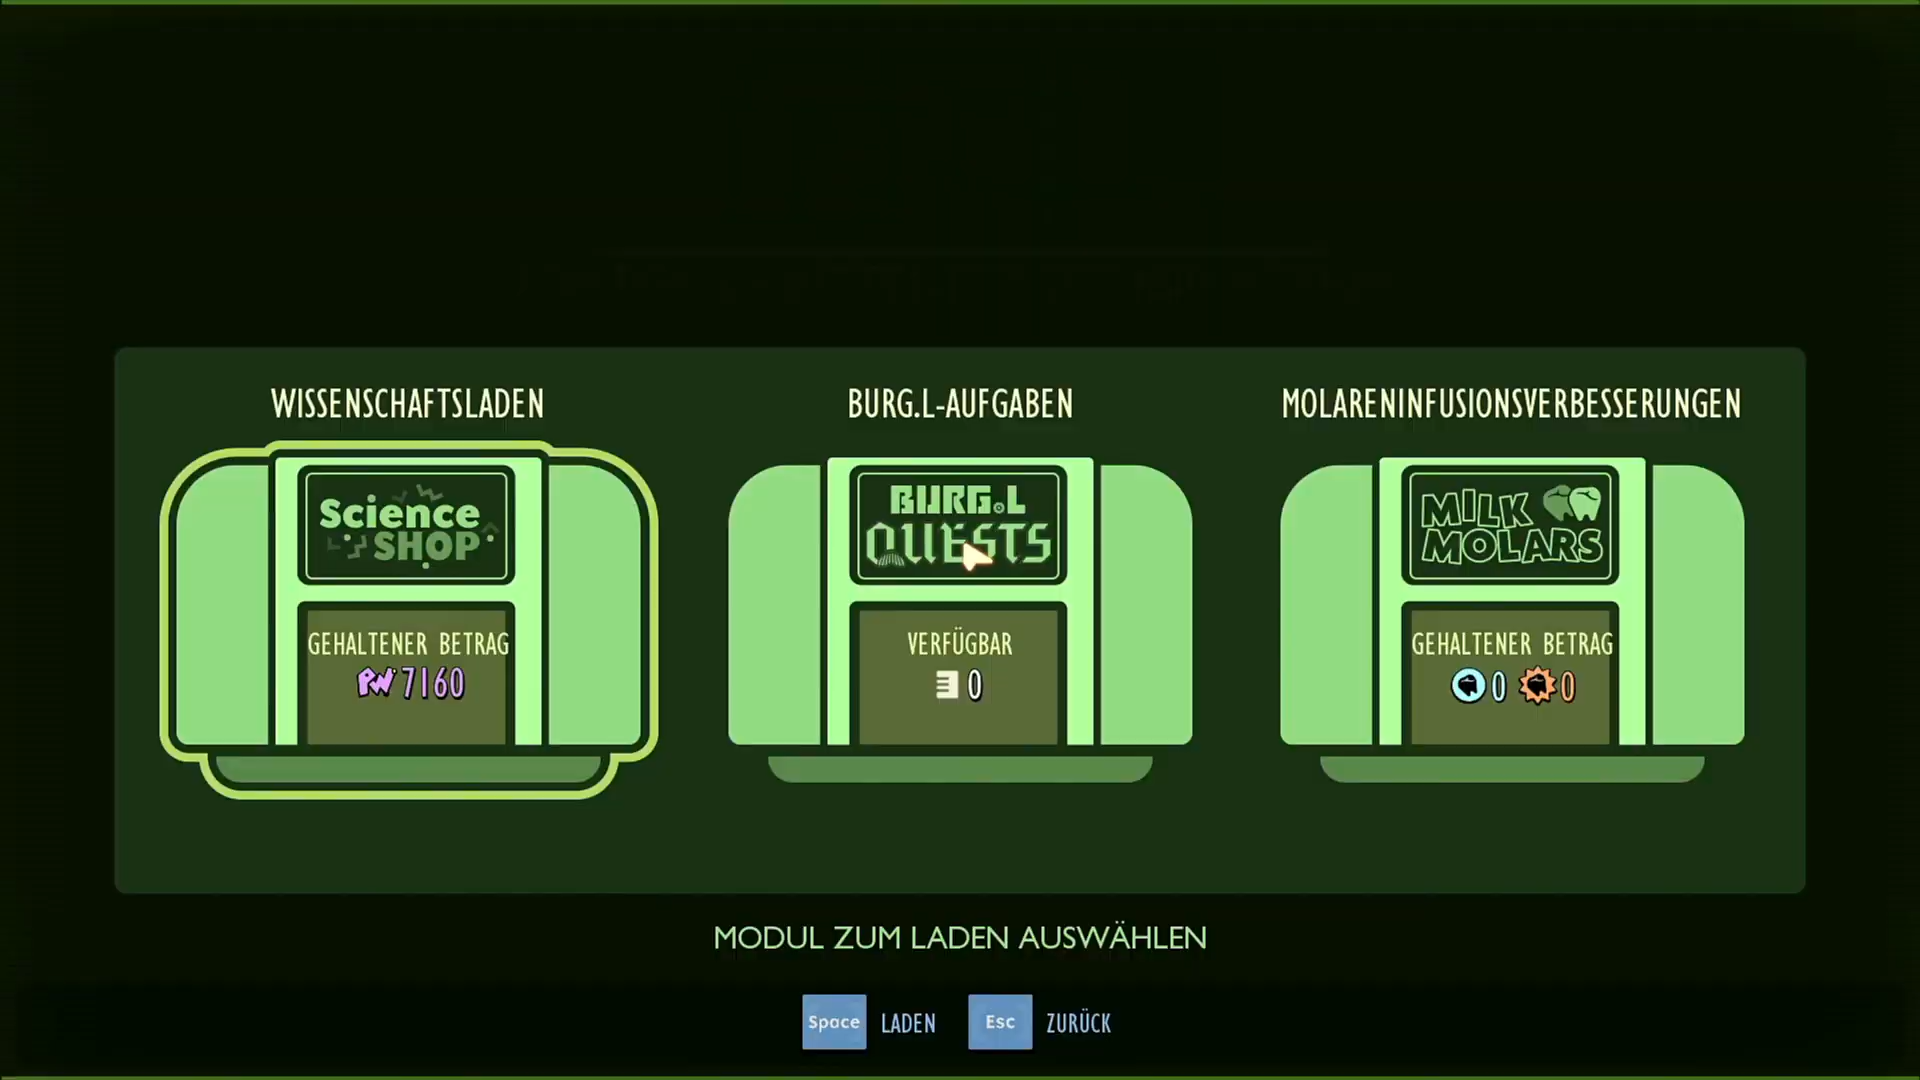 WISSENSCHAFTSLADEN
Science
SHOP
GEHALTENER BETRAG
7160
BURG.L-AUFGABEN
BURG.L
QUESTS
VERFÜGBAR
0
MOLARENINFUSIONSVERBESSERUNGEN
MILK
MOLARS
GEHALTENER BETRAG
0 0
MODUL ZUM LADEN AUSWÄHLEN
Space LADEN Esc ZURÜCK